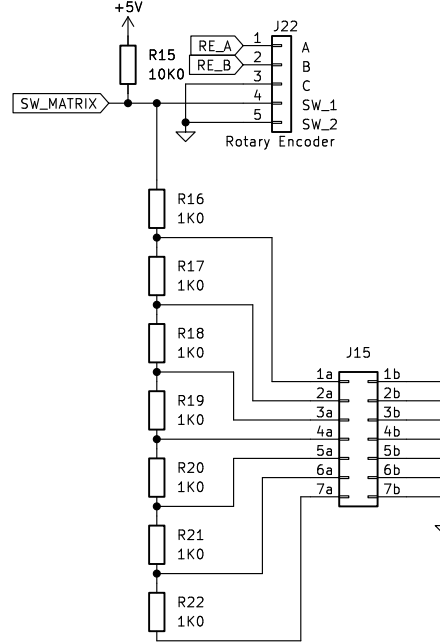 +5V
R15
10K0
SW_MATRIX
J22
RE_A
RE_B
1
2
3
4
5
A
B
C
SW_1
SW_2
Rotary Encoder
R16
1K0
R17
1K0
R18
1K0
R19
1K0
R20
1K0
R21
1K0
R22
1K0
J15
1a 1b
2a 2b
3a 3b
4a 4b
5a 5b
6a 6b
7a 7b